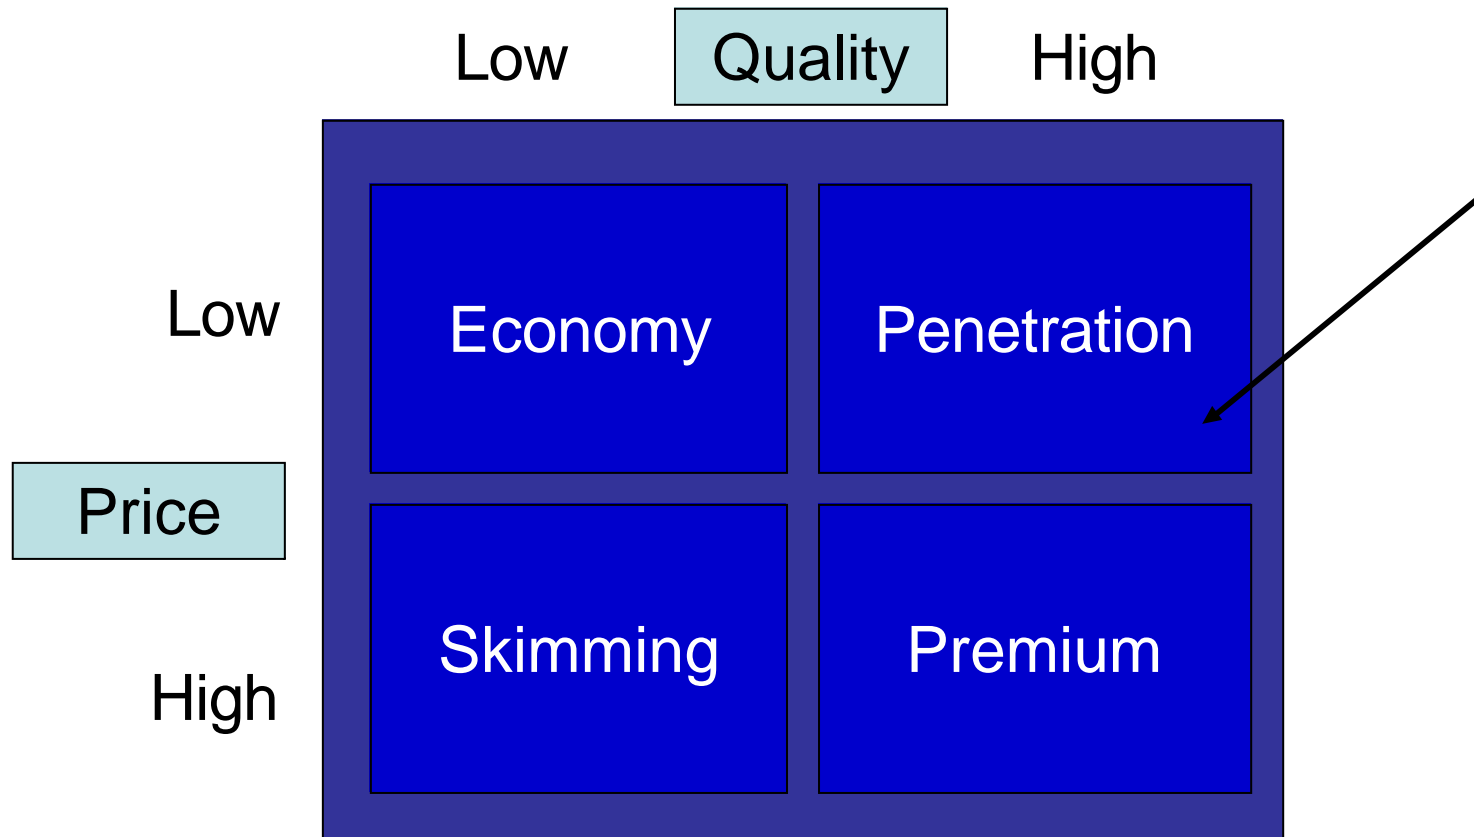 Low Quality High
Low
Economy Penetration
Price
Skimming Premium
High